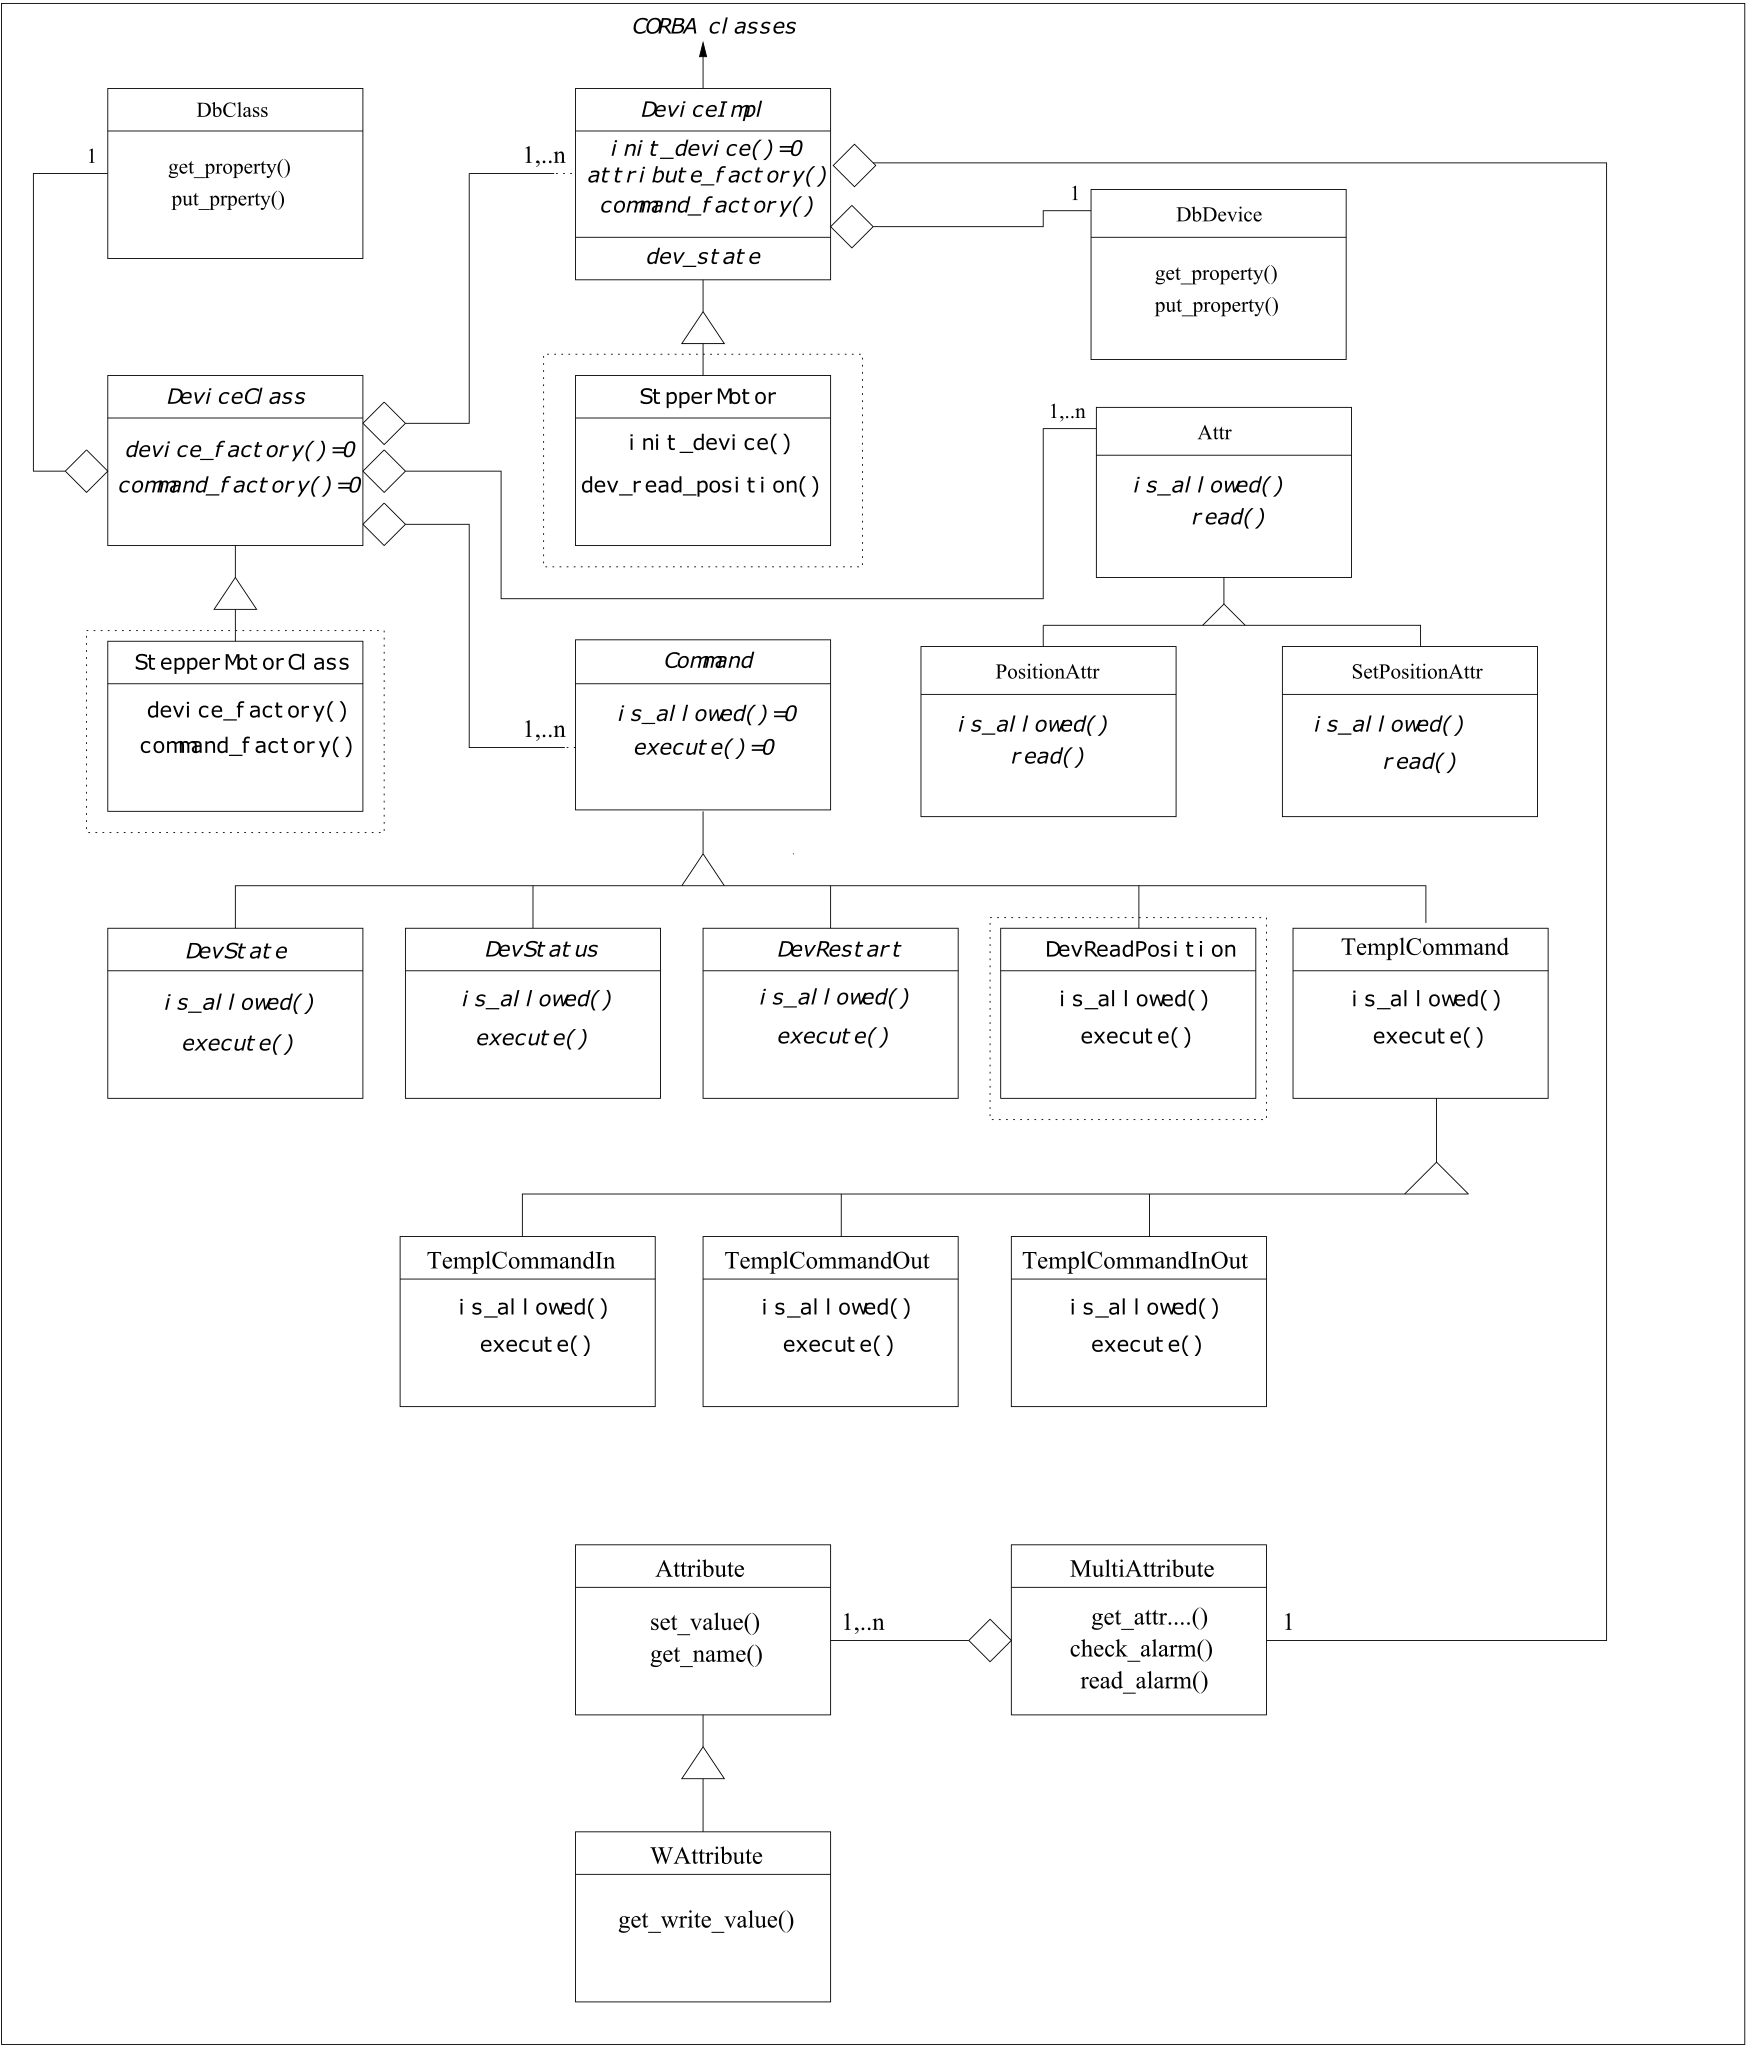 CORBA classes
DbClass
get_property()
put_prperty()
1
DeviceImpl
init_device()=0
attribute_factory()
command_factory()
dev_state
1,..n
1
DbDevice
get_property()
put_property()
DeviceClass
device_factory()=0
command_factory()=0
StpperMotor
init_device()
dev_read_position()
1,..n
Attr
is_allowed()
read()
StepperMotorClass
device_factory()
command_factory()
1,..n
Command
is_allowed()=0
execute()=0
PositionAttr
is_allowed()
read()
SetPositionAttr
is_allowed()
read()
DevState
is_allowed()
execute()
DevStatus
is_allowed()
execute()
DevRestart
is_allowed()
execute()
DevReadPosition
is_allowed()
execute()
TemplCommand
is_allowed()
execute()
TemplCommandIn
is_allowed()
execute()
TemplCommandOut
is_allowed()
execute()
TemplCommandInOut
is_allowed()
execute()
Attribute
set_value()
get_name()
1,..n
MultiAttribute
get_attr....()
check_alarm()
read_alarm()
1
WAttribute
get_write_value()